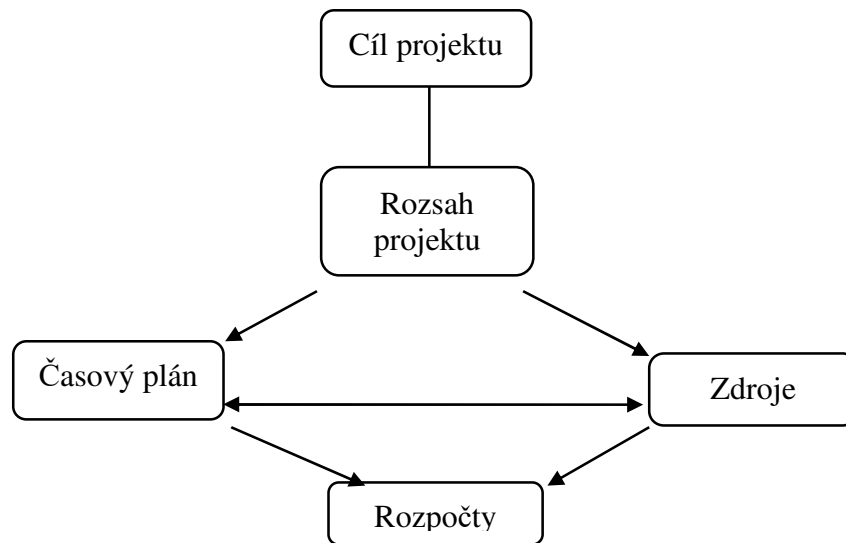 Cíl projektu
Rozsah
projektu
Časový plán
Zdroje
Rozpočty